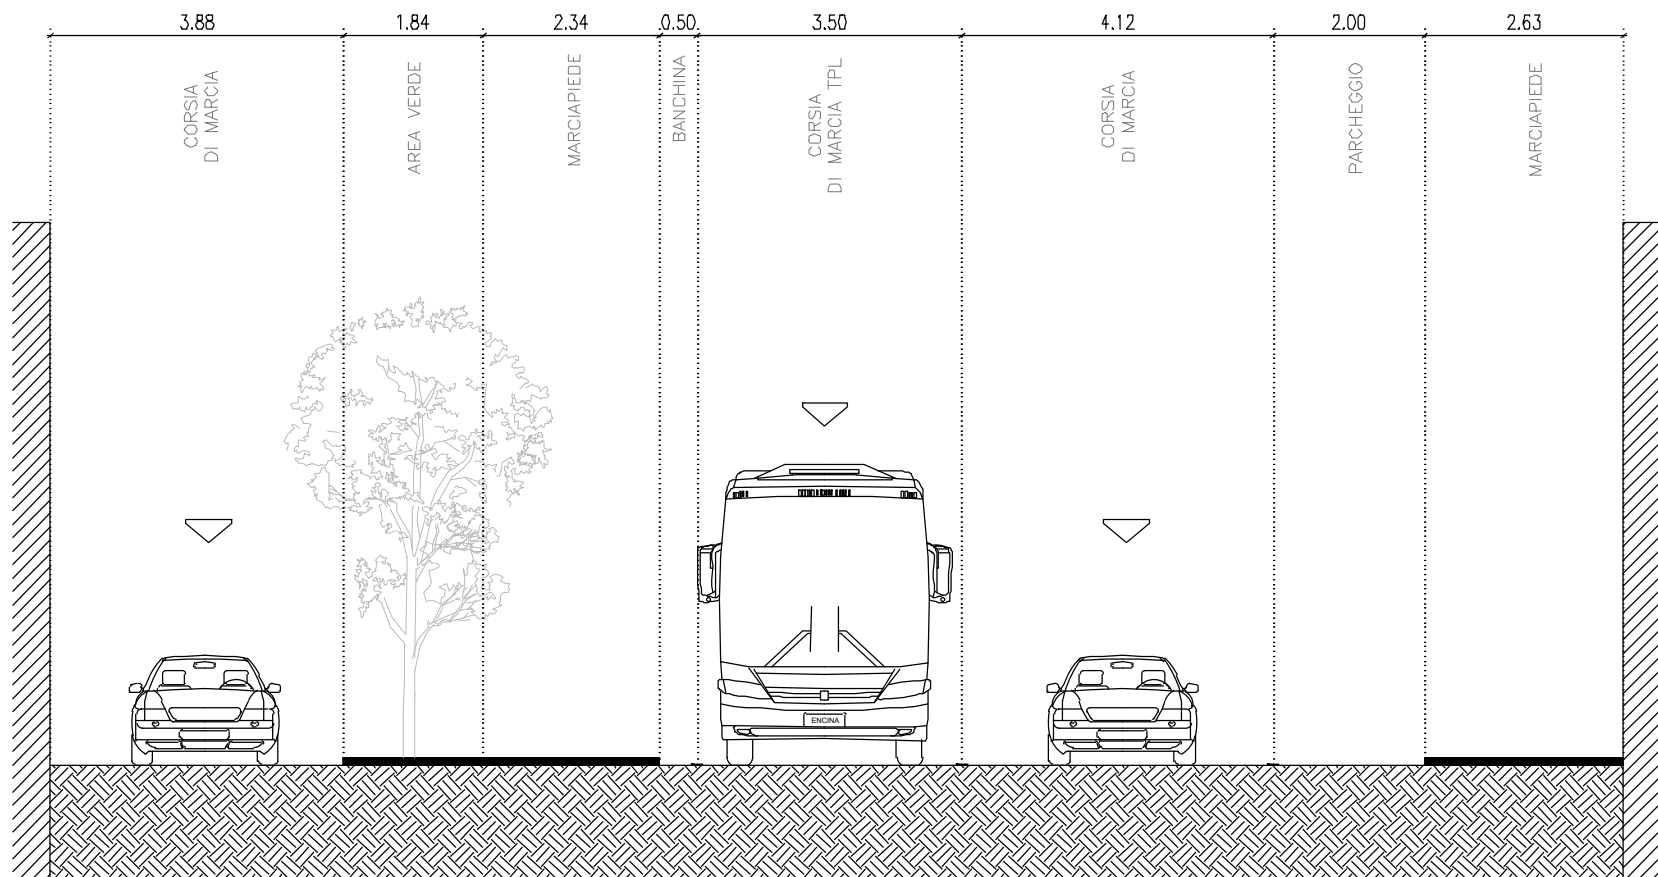 3.88 1.84 2.34 0.50 3.50 4.12 2.00 2.63
CORSIA
DI MARCIA
AREA VERDE
MARCIAPIEDE
BANCHINA
CORSIA
DI MARCIA TPL
CORSIA
DI MARCIA
PARCHEGGIO
MARCIAPIEDE
ENCINA